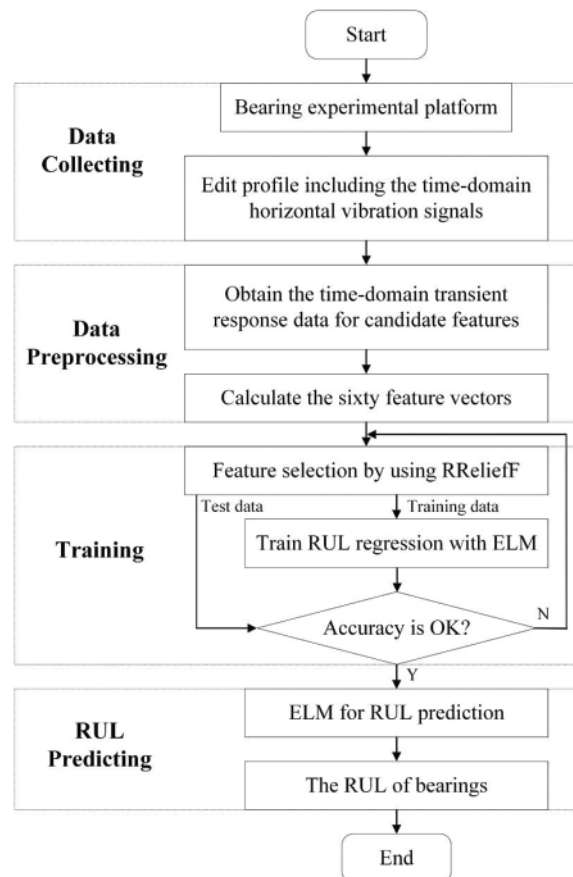 Start
Data
Collecting
Bearing experimental platform
Edit profile including the time-domain
horizontal vibration signals
Data
Preprocessing
Obtain the time-domain transient
response data for candidate features
Calculate the sixty feature vectors
Training
Feature selection by using RReliefF
Test data
Training data
Train RUL regression with ELM
Accuracy is OK?
N
Y
RUL
Predicting
ELM for RUL prediction
The RUL of bearings
End